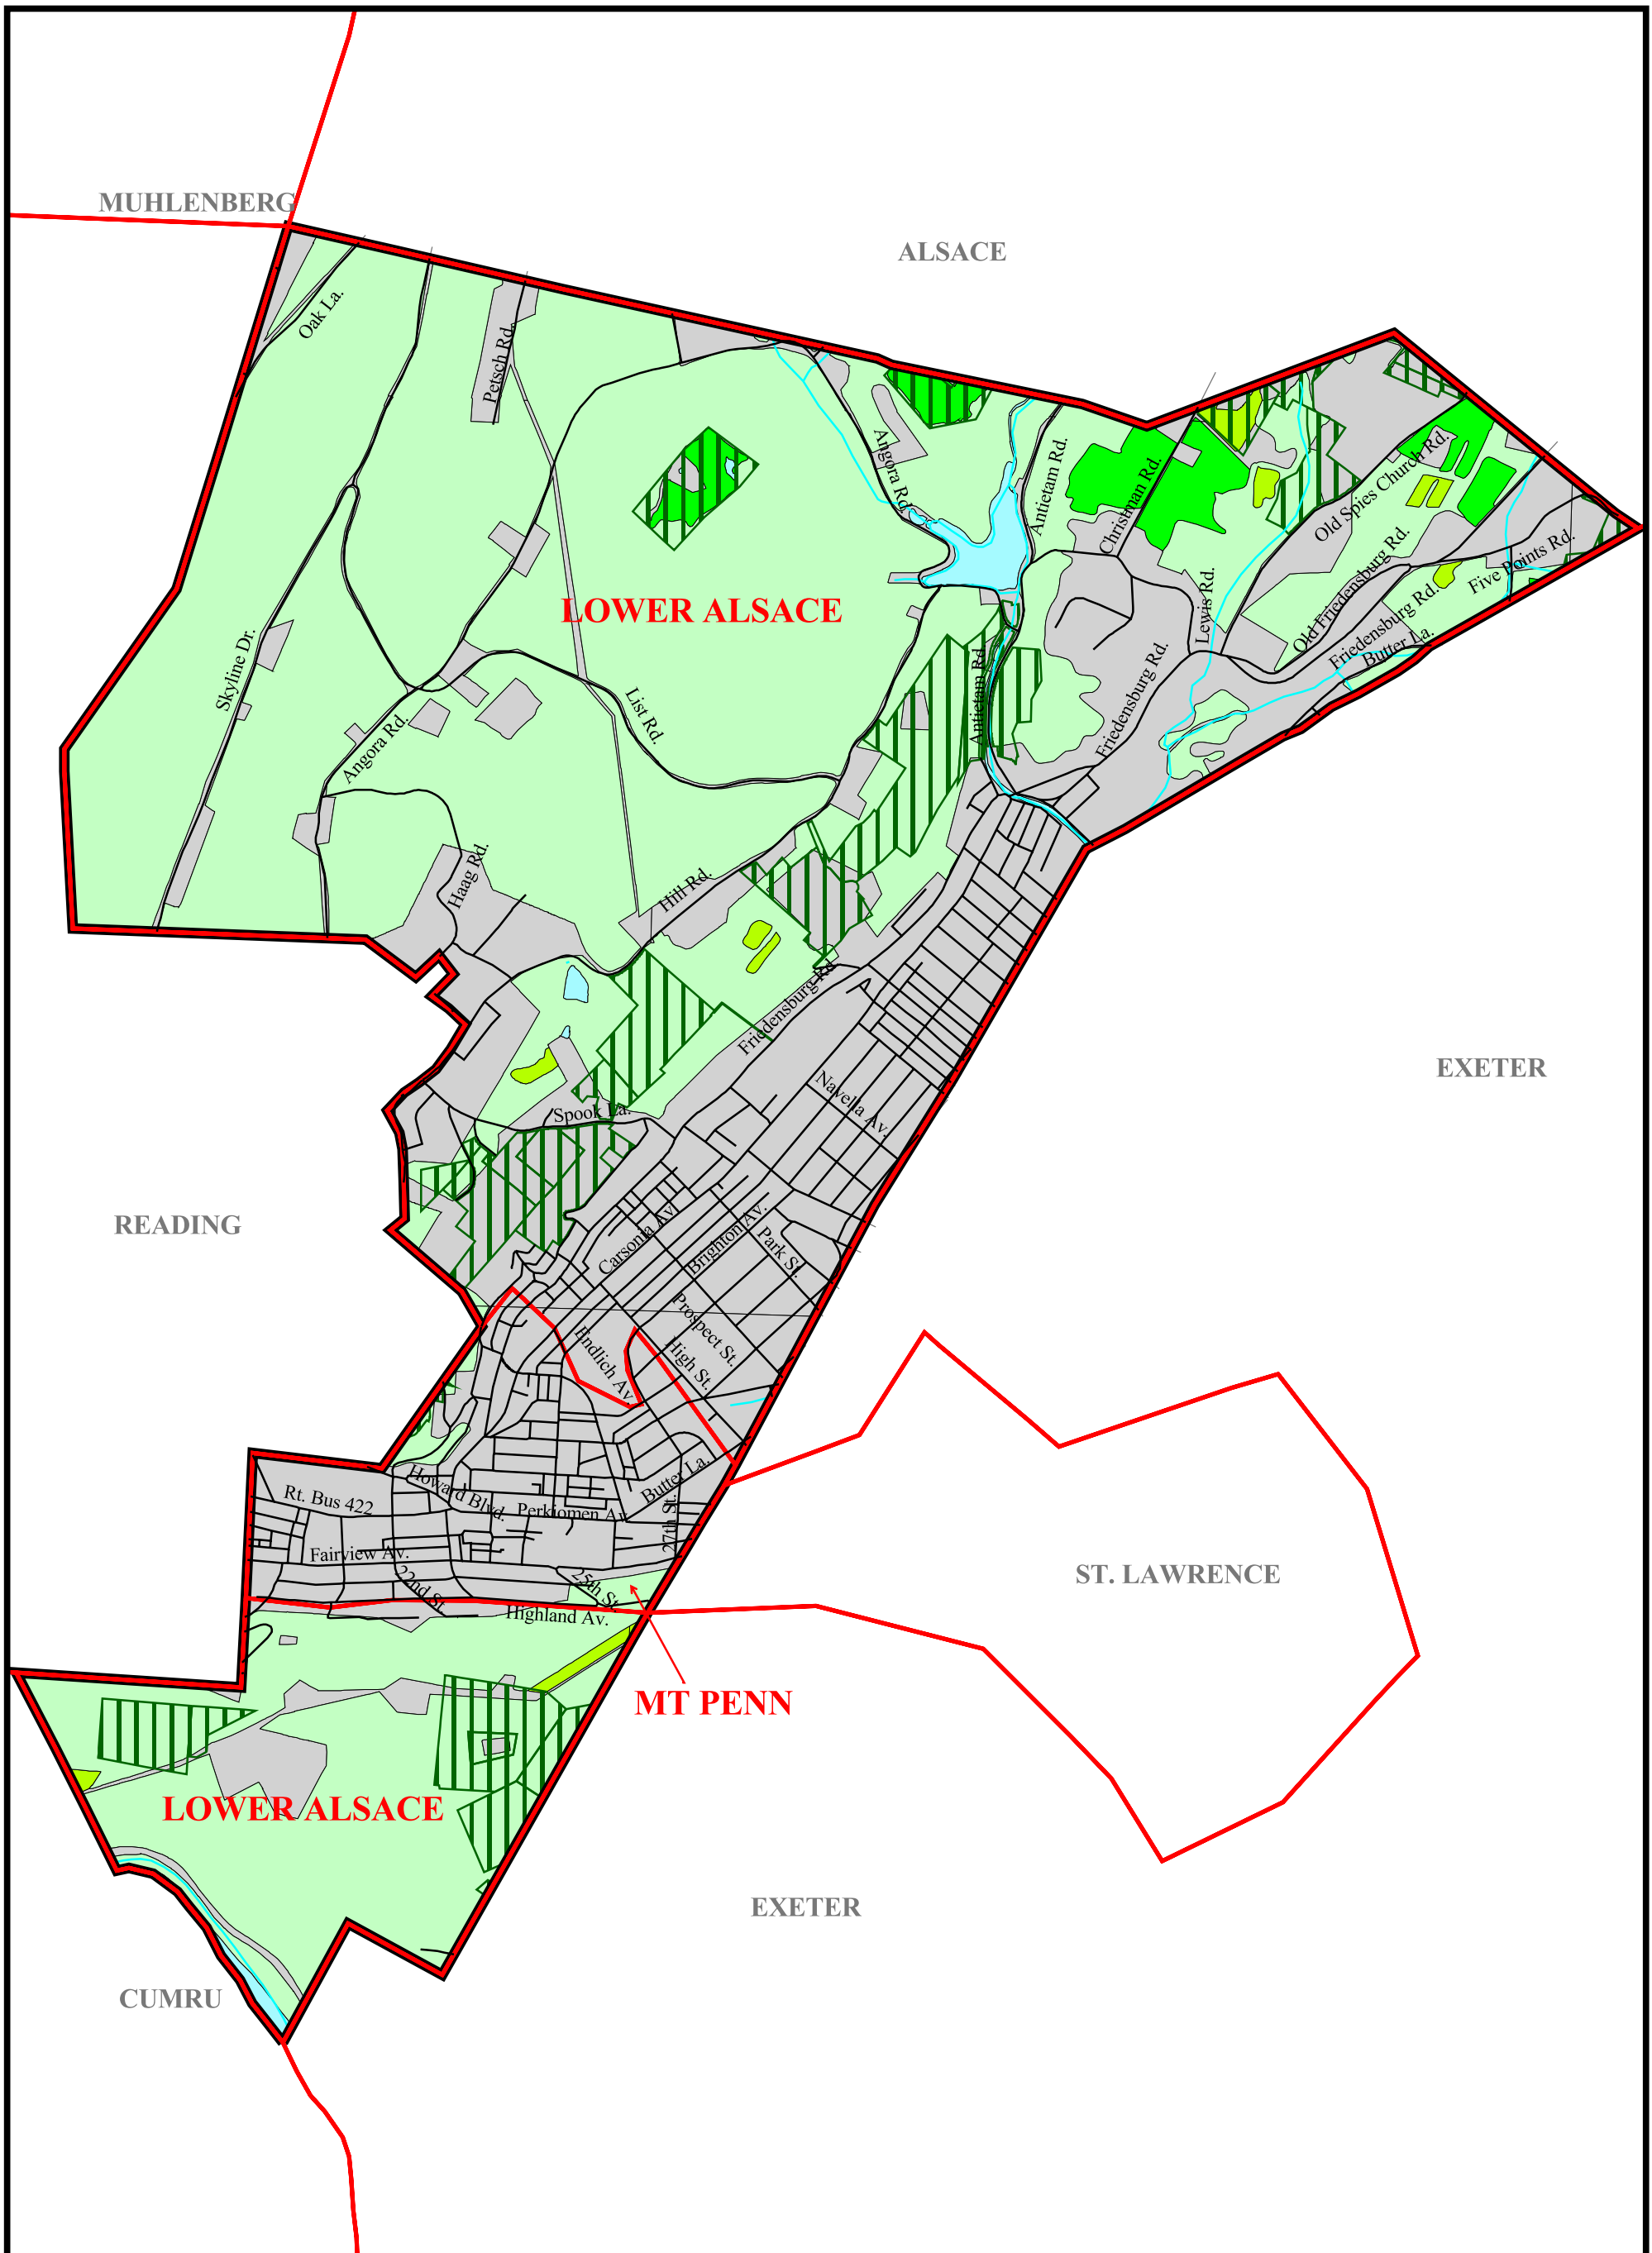 MUHLENBERG
ALSACE
Oak La.
Petsch Rd.
Angora Rd.
Antietam Rd.
Christman Rd.
Old Spies Church Rd.
Five Points Rd.
Old Friedensburg Rd.
Lewis Rd.
Friedensburg Rd.
Butter La.
LOWER ALSACE
Skyline Dr.
Antietam Rd.
Friedensburg Rd.
List Rd.
Angora Rd.
Haag Rd.
Hill Rd.
Friedensburg Rd.
EXETER
Navella Av.
Spook La.
READING
Carsonia Av.
Brighton Av.
Park St.
Prospect St.
High St.
Endlich Av.
Howard Blvd.
Butter La.
Rt. Bus 422
Perkiomen Av.
27th St.
Fairview Av.
22nd St.
25th St.
ST. LAWRENCE
Highland Av.
MT PENN
LOWER ALSACE
EXETER
CUMRU